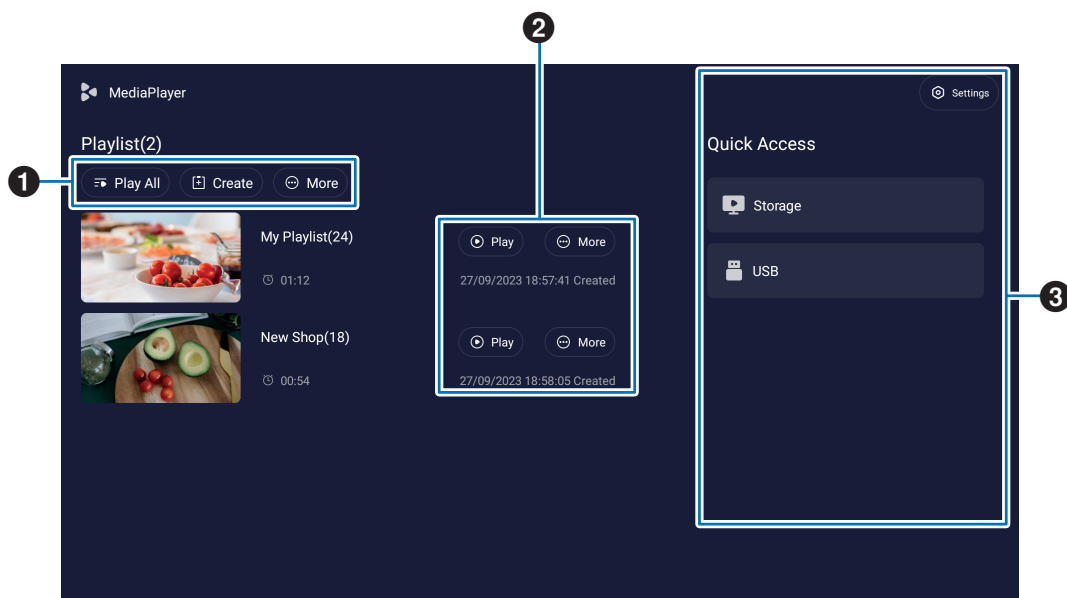 2
MediaPlayer
Settings
Playlist(2)
Quick Access
1
Play All Create More
Storage
My Playlist(24)
Play More
01:12
27/09/2023 18:57:41 Created
USB
3
New Shop(18)
Play More
00:54
27/09/2023 18:58:05 Created